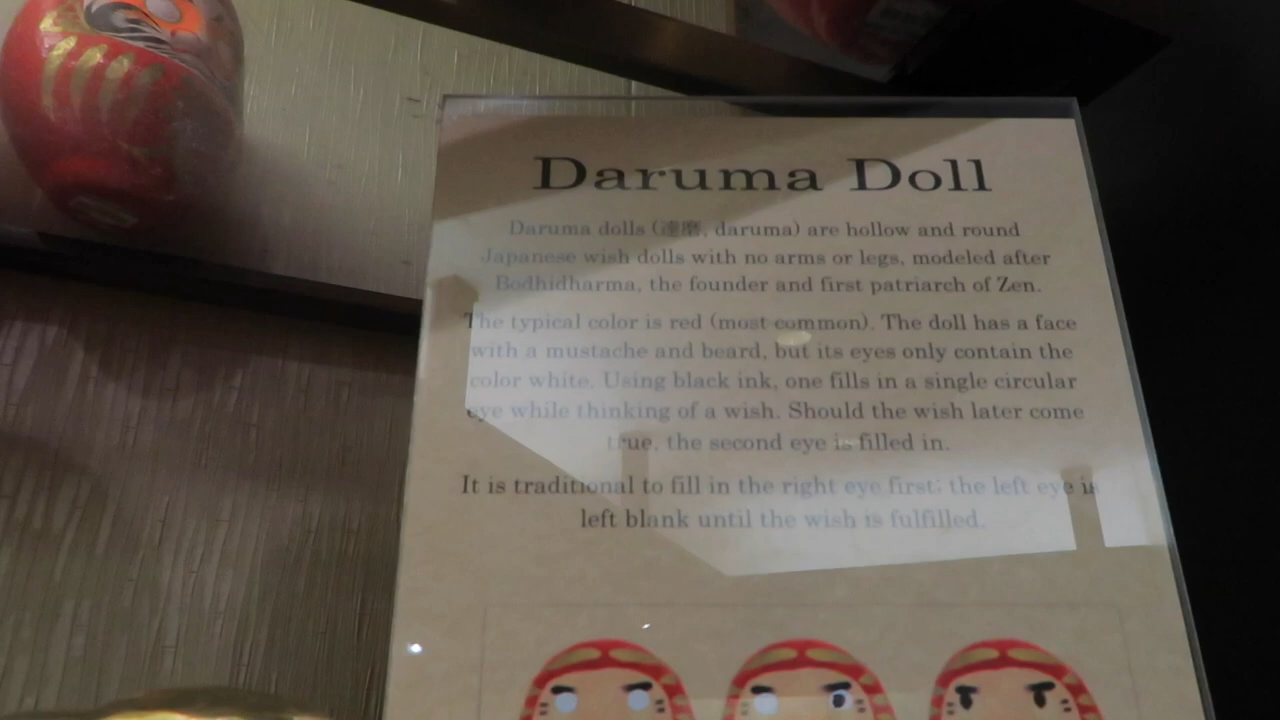 Daruma Doll
Daruma dolls (達磨, daruma) are hollow and round
Japanese wish dolls with no arms or legs, modeled after
Bodhidharma, the founder and first patriarch of Zen.
The typical color is red (most common). The doll has a face
with a mustache and beard, but its eyes only contain the
color white. Using black ink, one fills in a single circular
eye while thinking of a wish. Should the wish later come
true, the second eye is filled in.
It is traditional to fill in the right eye first; the left eye is
left blank until the wish is fulfilled.